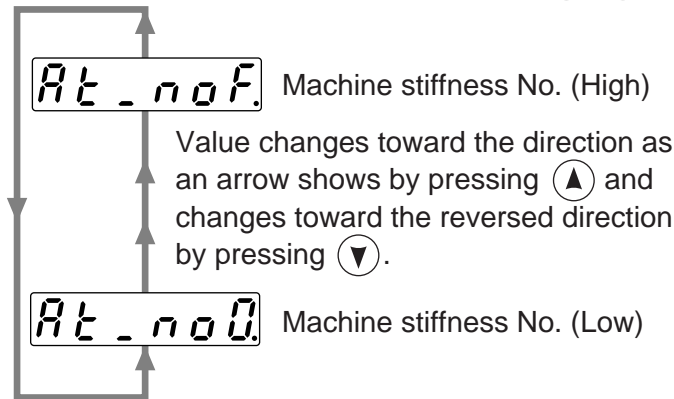 At_noF. Machine stiffness No. (High)
Value changes toward the direction as
an arrow shows by pressing ▲ and
changes toward the reversed direction
by pressing ▼.
At_no0. Machine stiffness No. (Low)